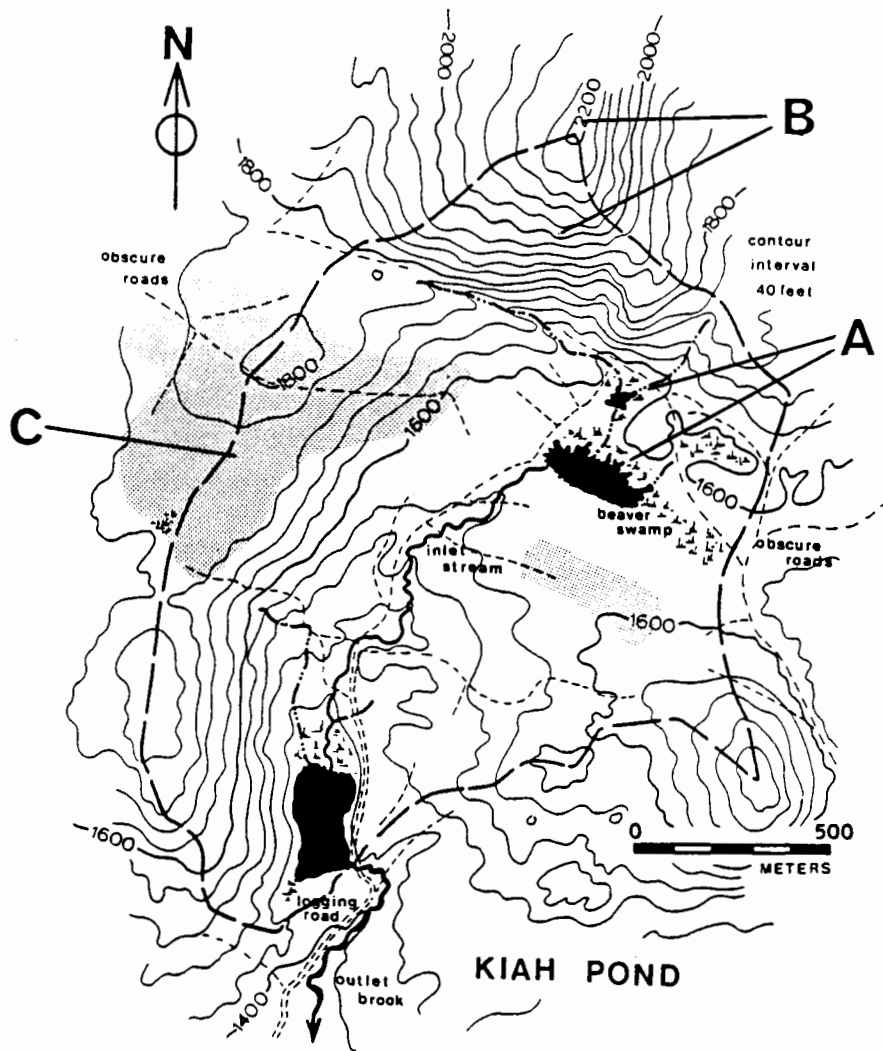 N
2000
2000
2200
B
1800
1800
contour
interval
40 feet
obscure
roads
A
1800
C
1600
1600
beaver
swamp
obscure
roads
inlet
stream
1600
0 500
METERS
1600
logging
road
KIAH POND
outlet
brook
1400